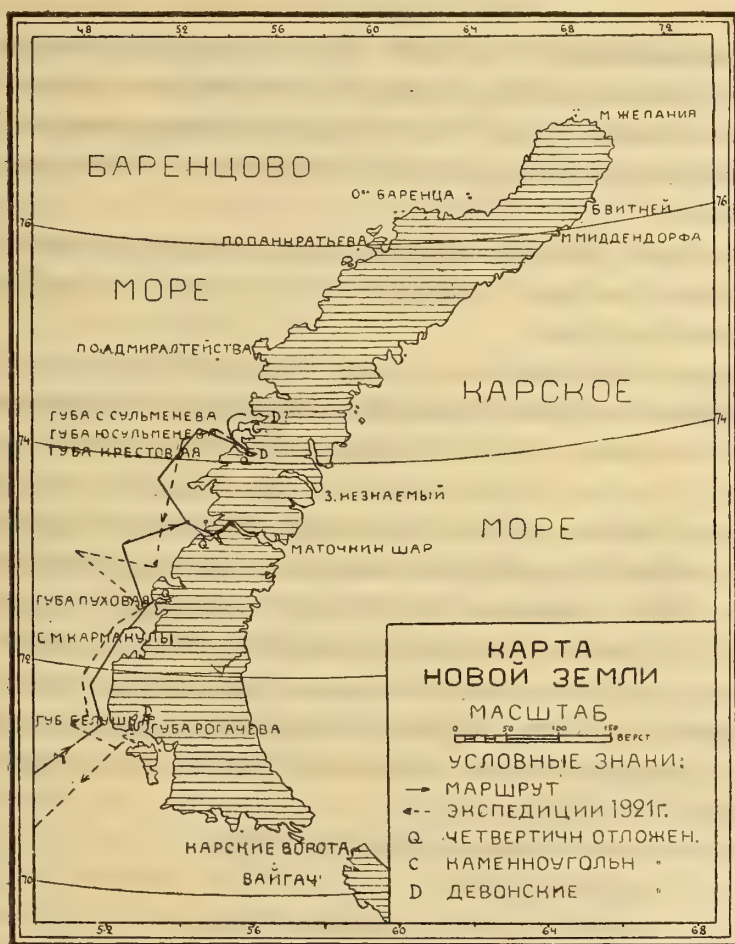 48 52 56 60 64 68 72
М ЖЕЛАНИЯ
БАРЕНЦОВО
Oва БАРЕНЦА
76 76
Б ВИТНЕЙ
ПО ПАНКРАТЬЕВА
М МИДДЕНДОРФА
МОРЕ
ПО. АДМИРАЛТЕЙСТВА
КАРСКОЕ
ГУБА С СУЛЬМЕНЕВА D?
ГУБА Ю СУЛЬМЕНЕВА
74 74
ГУБА КРЕСТОВАЯ Q D
З. НЕЗНАЕМЫЙ
МОРЕ
Q
МАТОЧКИН ШАР
ГУБА ПУХОВАЯ Q
С М КАРМАКУЛЫ
72
ГУБ БЕЛУШЬЯ
ГУБА РОГАЧЕВА
КАРСКИЕ ВОРОТА
ВАЙГАЧ
70
КАРТА
НОВОЙ ЗЕМЛИ
МАСШТАБ
0 50 100 150
ВЕРСТ
УСЛОВНЫЕ ЗНАКИ:
МАРШРУТ
ЭКСПЕДИЦИИ 1921г.
Q ЧЕТВЕРТИЧН ОТЛОЖЕН.
C КАМЕННОУГОЛЬН "
D ДЕВОНСКИЕ "
52 56 60 64 68